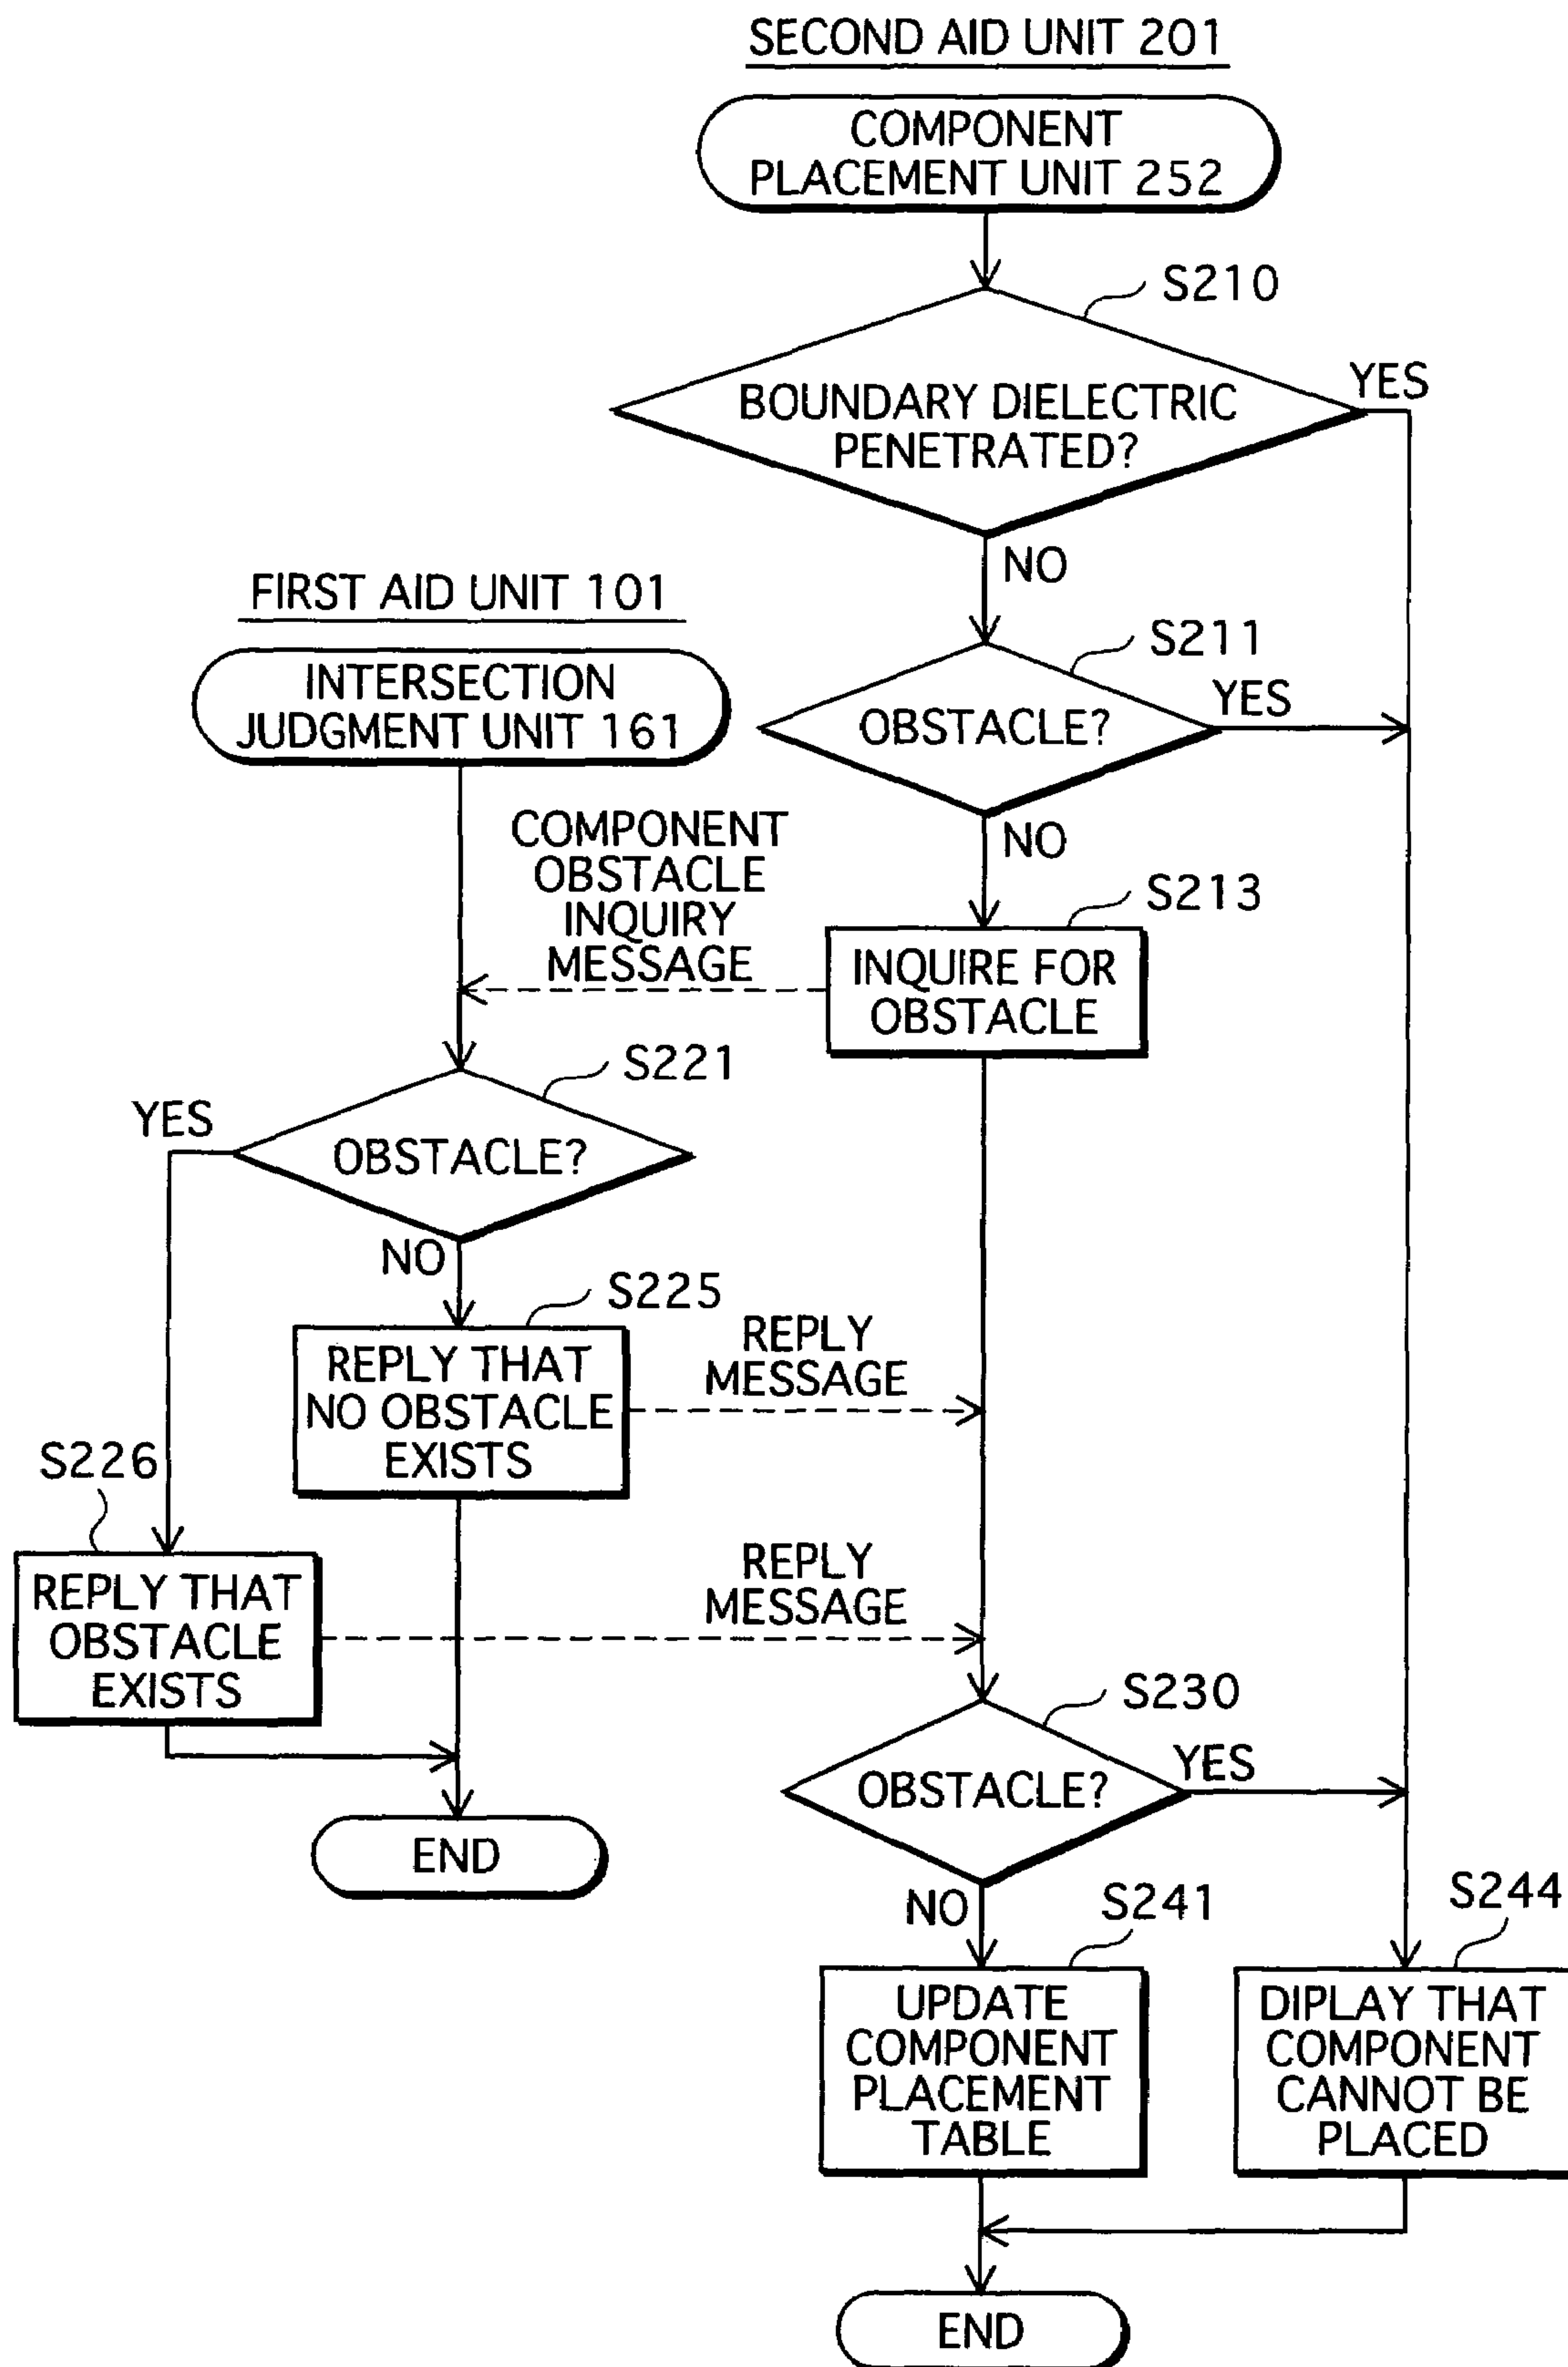 SECOND AID UNIT 201
COMPONENT
PLACEMENT UNIT 252
S210
BOUNDARY DIELECTRIC
PENETRATED?
YES
NO
FIRST AID UNIT 101
INTERSECTION
JUDGMENT UNIT 161
S211
OBSTACLE?
YES
NO
COMPONENT
OBSTACLE
INQUIRY
MESSAGE
S213
INQUIRE FOR
OBSTACLE
S221
YES
OBSTACLE?
NO
S225
REPLY THAT
NO OBSTACLE
EXISTS
REPLY
MESSAGE
S226
REPLY THAT
OBSTACLE
EXISTS
REPLY
MESSAGE
S230
OBSTACLE?
YES
NO
END
S241
UPDATE
COMPONENT
PLACEMENT
TABLE
S244
DIPLAY THAT
COMPONENT
CANNOT BE
PLACED
END